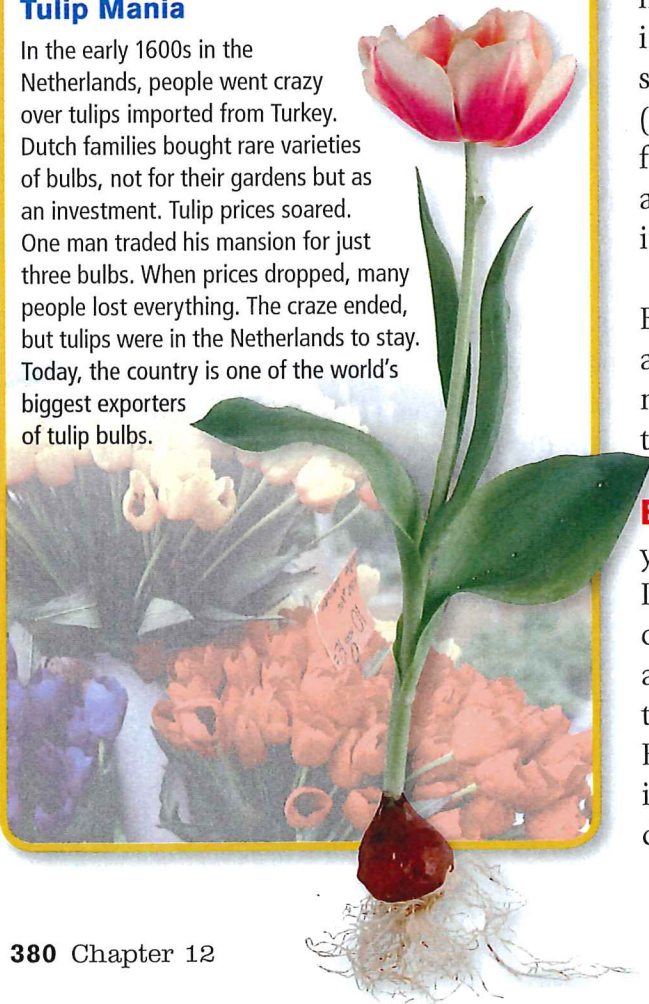 Tulip Mania
In the early 1600s in the
Netherlands, people went crazy
over tulips imported from Turkey.
Dutch families bought rare varieties
of bulbs, not for their gardens but as
an investment. Tulip prices soared.
One man traded his mansion for just
three bulbs. When prices dropped, many
people lost everything. The craze ended,
but tulips were in the Netherlands to stay.
Today, the country is one of the world's
biggest exporters
of tulip bulbs.
380 Chapter 12